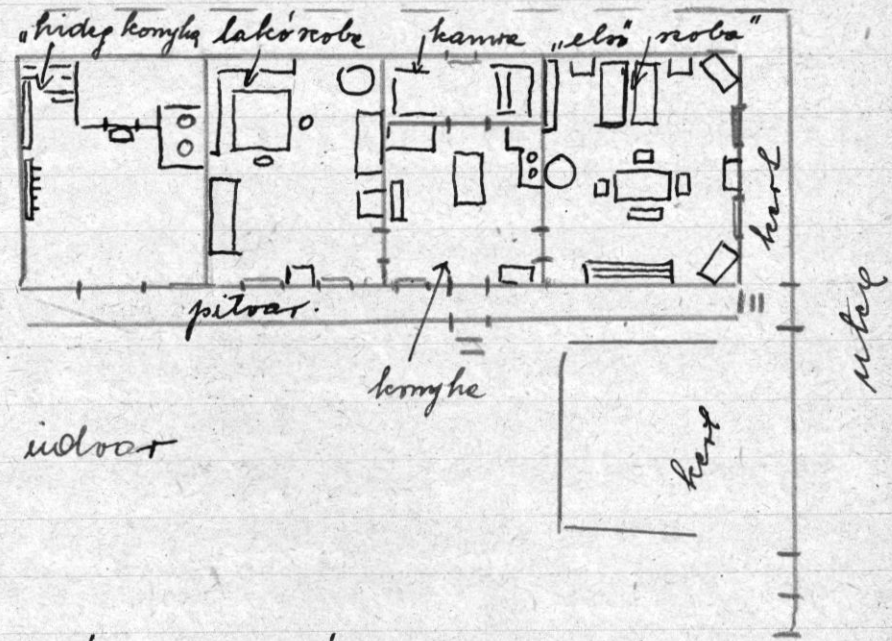 „hideg konyha lakószoba kamra „első szoba"
kert
pitvar.
utca
konyha
udvar
kert